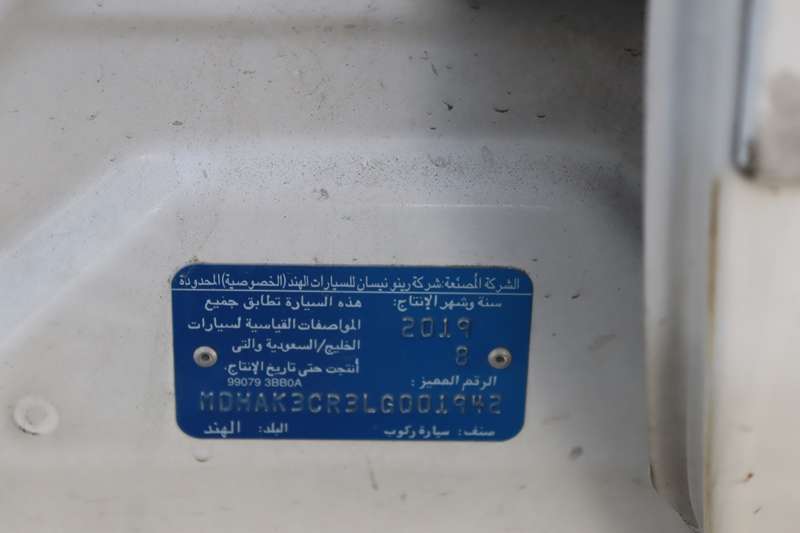 الشركة المصنعة: شركة رينو نيسان للسيارات الهند (الخصوصية) المحدودة
سنة وشهر الإنتاج: هذه السيارة تطابق جميع
2019 المواصفات القياسية لسيارات
8 الخليج/السعودية والتى
أنتجت حتى تاريخ الإنتاج.
الرقم المميز: 99079 3BB0A
MDHAK3CR3LG001942
صنف: سيارة ركوب البلد: الهند